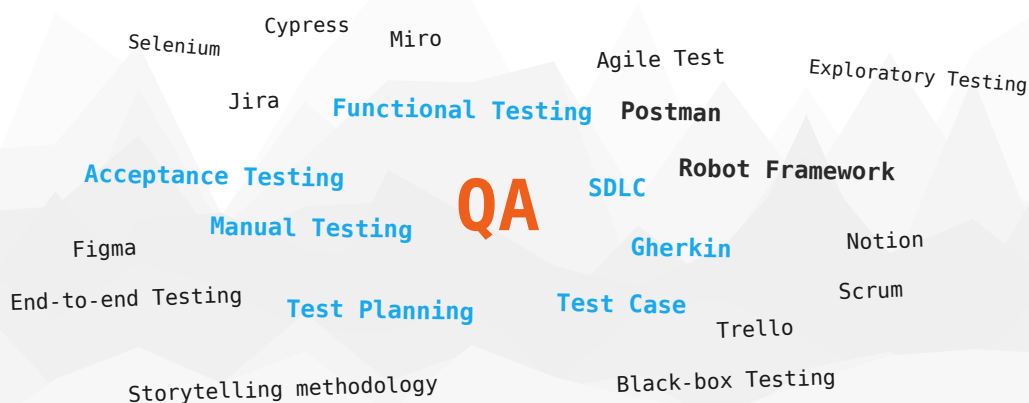 Cypress
Miro
Selenium
Agile Test
Exploratory Testing
Jira
Functional Testing
Postman
Acceptance Testing
Robot Framework
SDLC
QA
Manual Testing
Figma
Gherkin
Notion
End-to-end Testing
Scrum
Test Planning
Test Case
Trello
Storytelling methodology
Black-box Testing